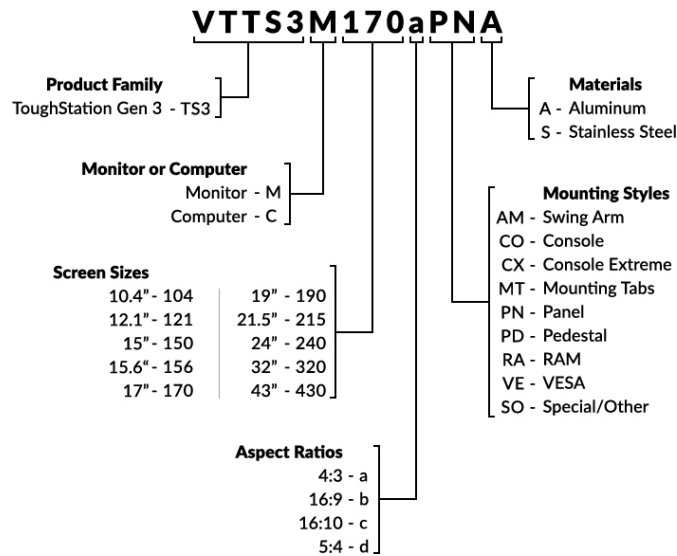 VTTS3M170aPNA
Product Family
ToughStation Gen 3 - TS3
Materials
A - Aluminum
S - Stainless Steel
Monitor or Computer
Monitor - M
Computer - C
Mounting Styles
AM - Swing Arm
CO - Console
CX - Console Extreme
MT - Mounting Tabs
PN - Panel
PD - Pedestal
RA - RAM
VE - VESA
SO - Special/Other
Screen Sizes
10.4” - 104
12.1” - 121
15” - 150
15.6“ - 156
17” - 170
19” - 190
21.5” - 215
24” - 240
32” - 320
43” - 430
Aspect Ratios
4:3 - a
16:9 - b
16:10 - c
5:4 - d